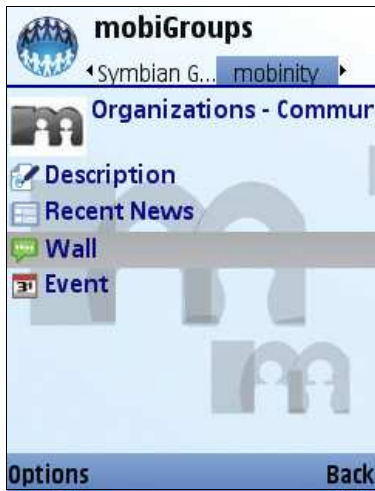 mobiGroups
Symbian G... mobinity
Organizations - Commur
Description
Recent News
Wall
31 Event
Options Back